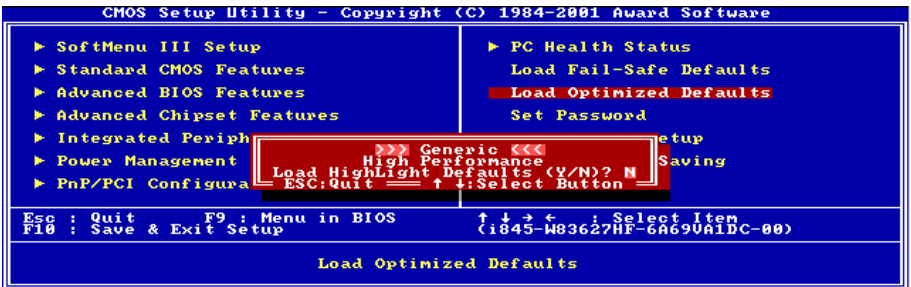 CMOS Setup Utility - Copyright (C) 1984-2001 Award Software
► SoftMenu III Setup
► Standard CMOS Features
► Advanced BIOS Features
► Advanced Chipset Features
► Integrated Periph
► Power Management
► PnP/PCI Configura
► PC Health Status
Load Fail-Safe Defaults
Load Optimized Defaults
Set Password
etup
Saving
>>> Generic <<<
High Performance
Load HighLight Defaults (Y/N)? N
ESC:Quit ══ ↑ ↓:Select Button
Esc : Quit F9 : Menu in BIOS ↑ ↓ → ← : Select Item
F10 : Save & Exit Setup (i845-W83627HF-6A69VA1DC-00)
Load Optimized Defaults